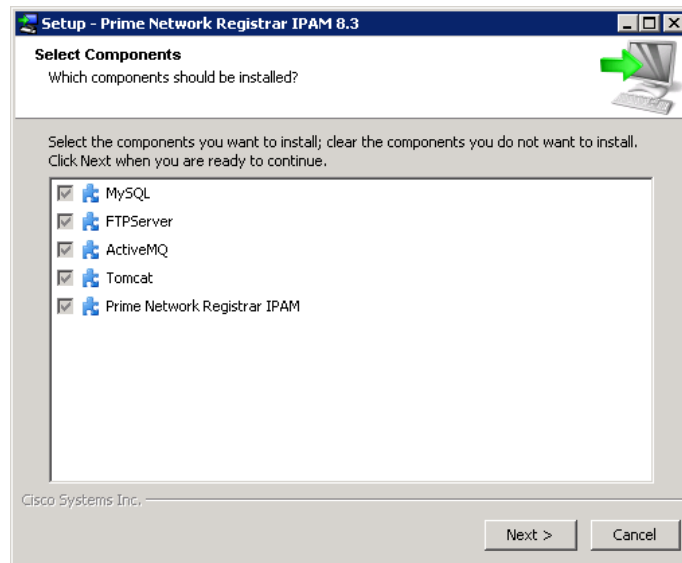 Setup - Prime Network Registrar IPAM 8.3
Select Components
Which components should be installed?
Select the components you want to install; clear the components you do not want to install.
Click Next when you are ready to continue.
MySQL
FTPServer
ActiveMQ
Tomcat
Prime Network Registrar IPAM
Cisco Systems Inc.
Next >
Cancel